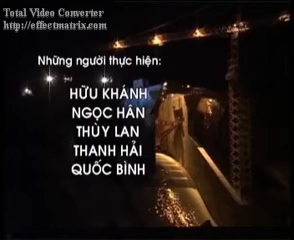 Total Video Converter
http://effectmatrix.com
Những người thực hiện:
HỮU KHÁNH
NGỌC HÂN
THÙY LAN
THANH HẢI
QUỐC BÌNH